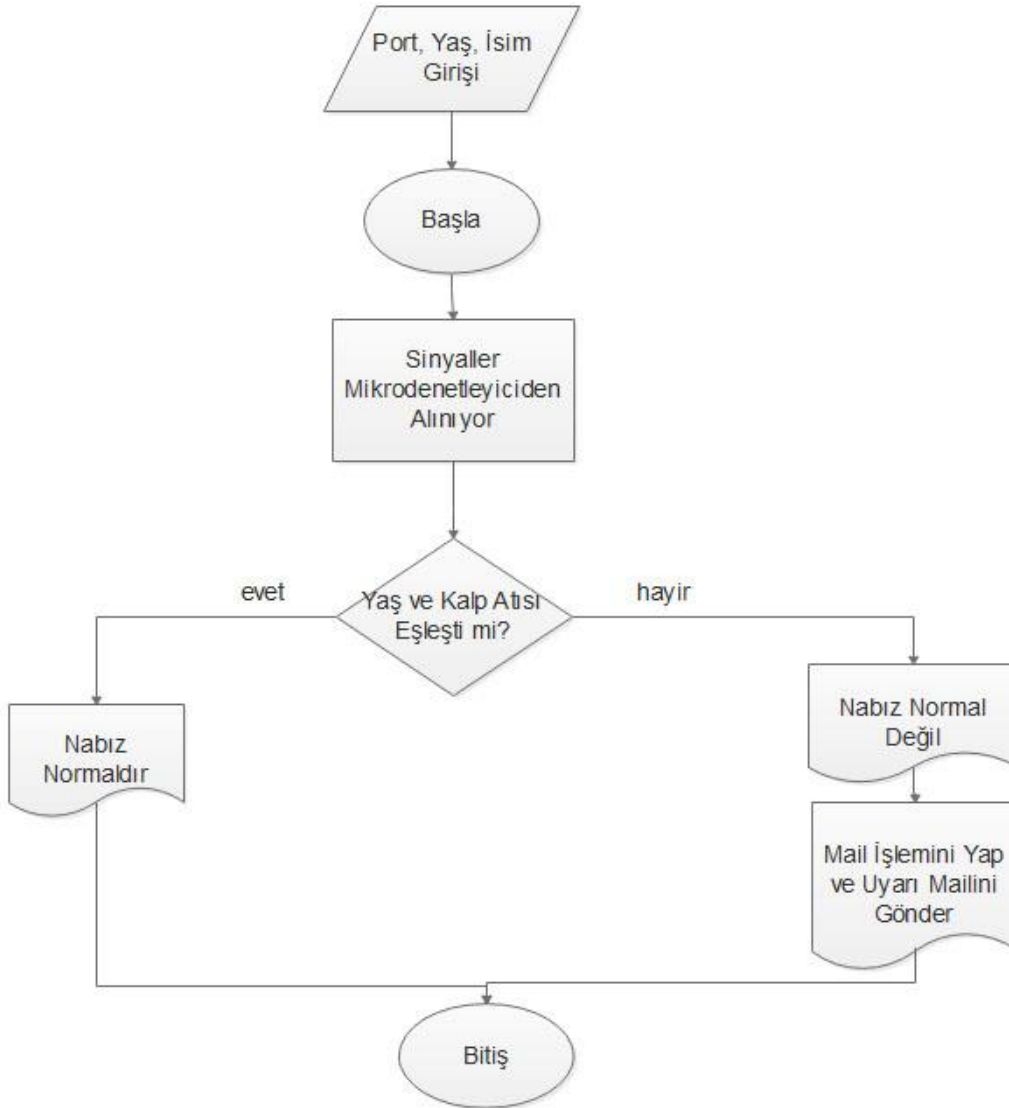 Port, Yaş, İsim
Girişi
Başla
Sinyaller
Mikrodenetleyiciden
Alınıyor
evet
Yaş ve Kalp Atısı
Eşleşti mi?
hayir
Nabız
Normaldır
Nabız Normal
Değil
Mail İşlemini Yap
ve Uyarı Mailini
Gönder
Bitiş